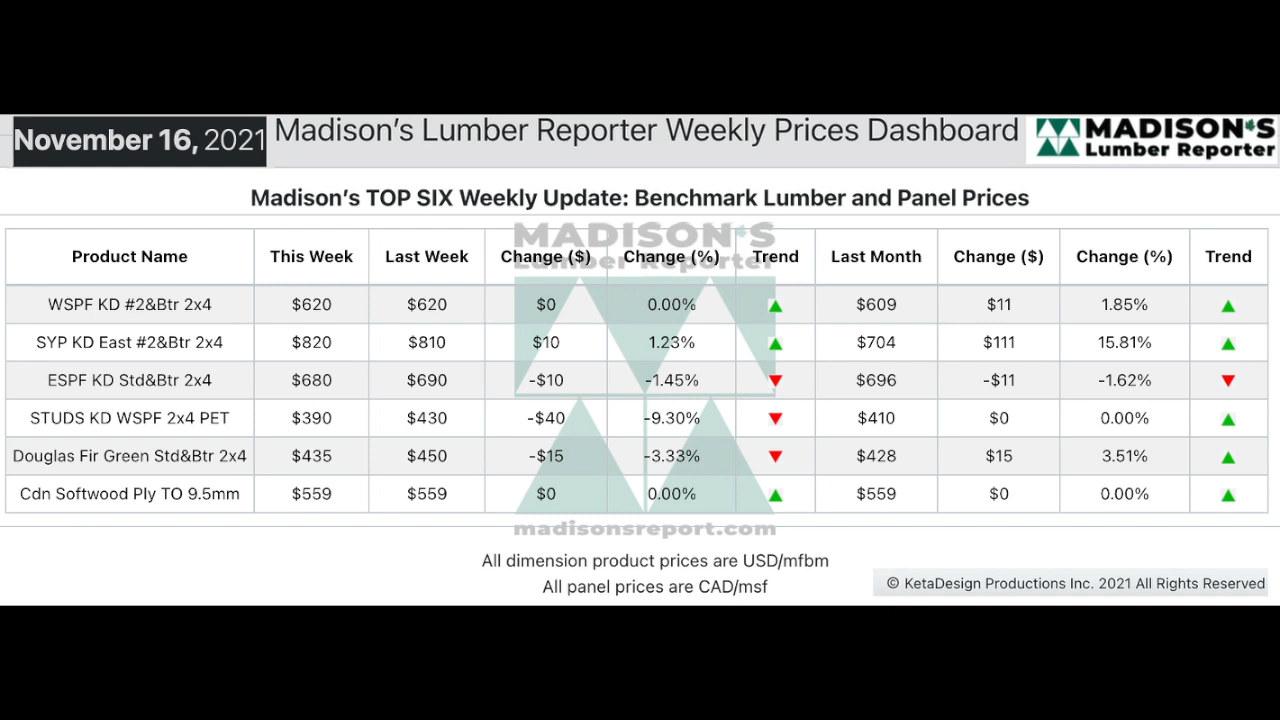 November 16, 2021 Madison's Lumber Reporter Weekly Prices Dashboard MADISON'S
Lumber Reporter
Madison's TOP SIX Weekly Update: Benchmark Lumber and Panel Prices
MADISON'S
Lumber Reporter
Product Name This Week Last Week Change ($) Change (%) Trend Last Month Change ($) Change (%) Trend
WSPF KD #2&Btr 2x4 $620 $620 $0 0.00% ▲ $609 $11 1.85% ▲
SYP KD East #2&Btr 2x4 $820 $810 $10 1.23% ▲ $704 $111 15.81% ▲
ESPF KD Std&Btr 2x4 $680 $690 -$10 -1.45% ▼ $696 -$11 -1.62% ▼
STUDS KD WSPF 2x4 PET $390 $430 -$40 -9.30% ▼ $410 $0 0.00% ▲
Douglas Fir Green Std&Btr 2x4 $435 $450 -$15 -3.33% ▼ $428 $15 3.51% ▲
Cdn Softwood Ply TO 9.5mm $559 $559 $0 0.00% ▲ $559 $0 0.00% ▲
madisonsreport.com
All dimension product prices are USD/mfbm
All panel prices are CAD/msf
© KetaDesign Productions Inc. 2021 All Rights Reserved